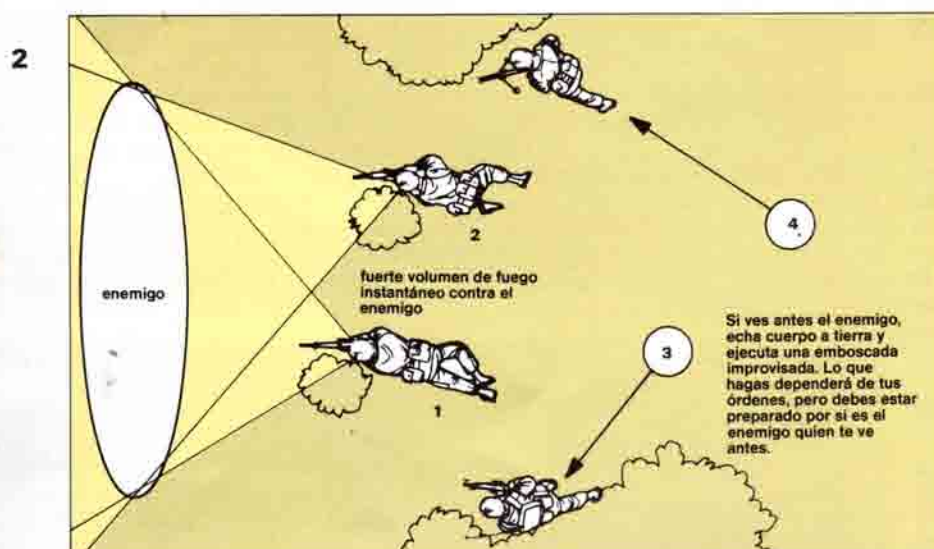 2
enemigo
2
fuerte volumen de fuego
instantáneo contra el
enemigo
1
4
3
Si ves antes el enemigo,
echa cuerpo a tierra y
ejecuta una emboscada
improvisada. Lo que
hagas dependerá de tus
órdenes, pero debes estar
preparado por si es el
enemigo quien te ve
antes.